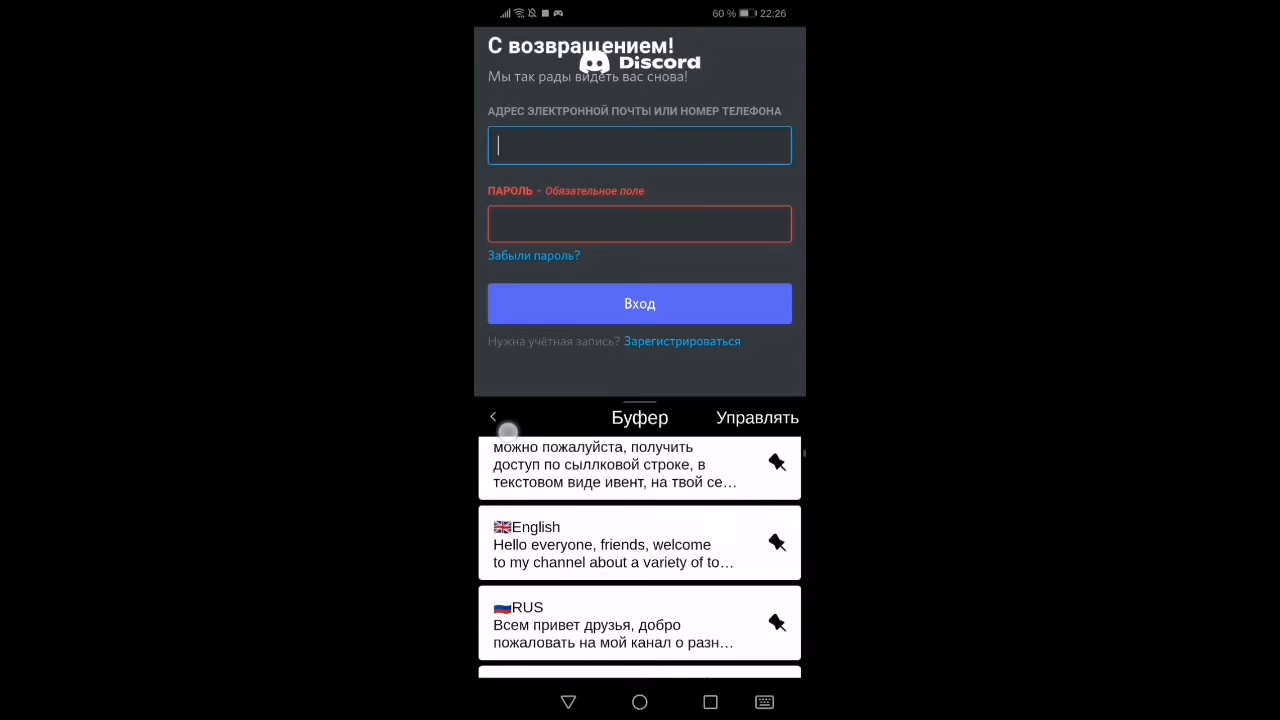 60 % 22:26
С возвращением!
Discord
Мы так рады видеть вас снова!
АДРЕС ЭЛЕКТРОННОЙ ПОЧТЫ ИЛИ НОМЕР ТЕЛЕФОНА
ПАРОЛЬ – Обязательное поле
Забыли пароль?
Вход
Нужна учётная запись? Зарегистрироваться
Буфер Управлять
можно пожалуйста, получить
доступ по сыллковой строке, в
текстовом виде ивент, на твой се…
🇬🇧English
Hello everyone, friends, welcome
to my channel about a variety of to…
🇷🇺RUS
Всем привет друзья, добро
пожаловать на мой канал о разн…